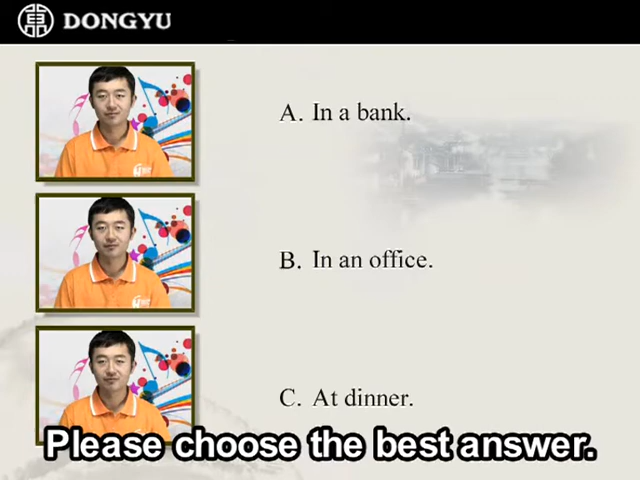 DONGYU
A. In a bank.
B. In an office.
C. At dinner.
Please choose the best answer.